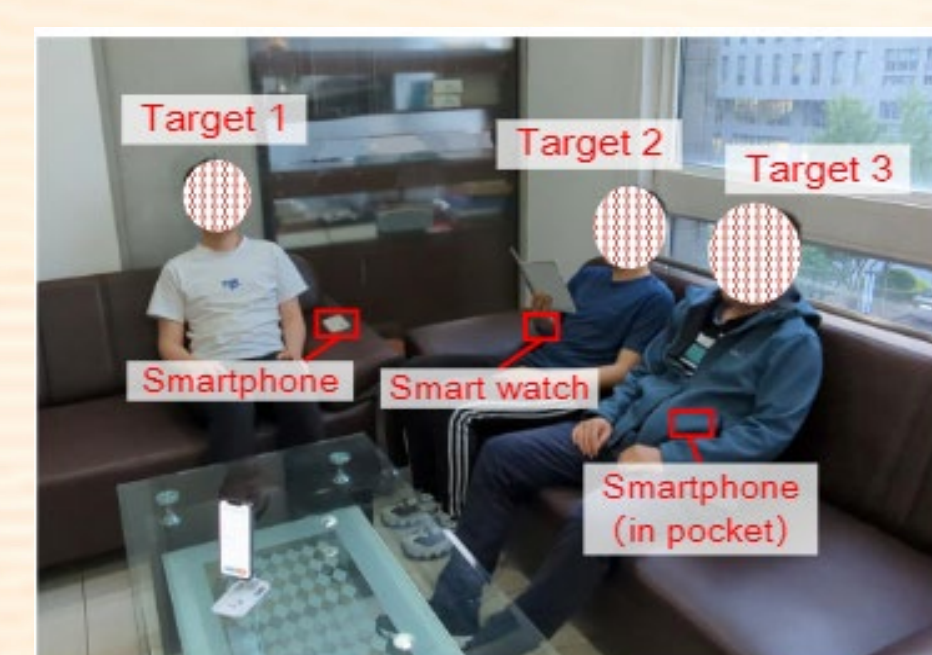 Target 1
Target 2
Target 3
Smartphone
Smart watch
Smartphone
(in pocket)